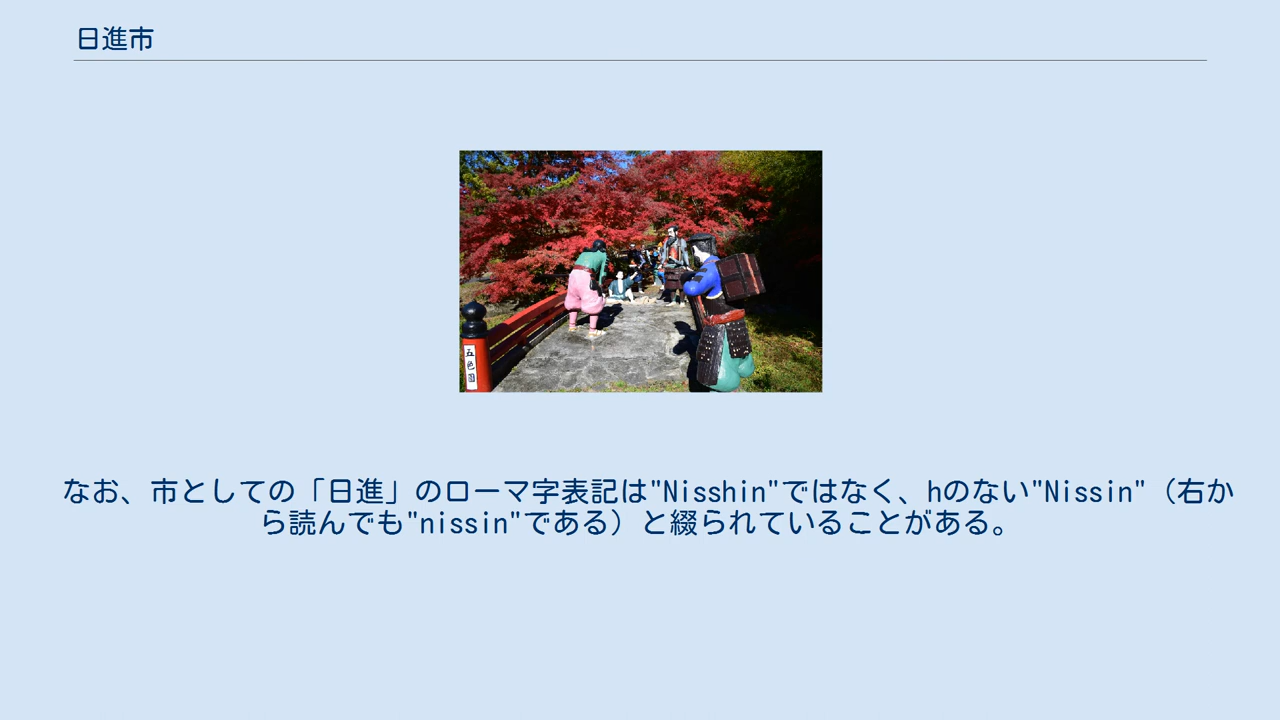 日進市
五色園
なお、市としての「日進」のローマ字表記は"Nisshin"ではなく、hのない"Nissin"（右か
ら読んでも"nissin"である）と綴られていることがある。